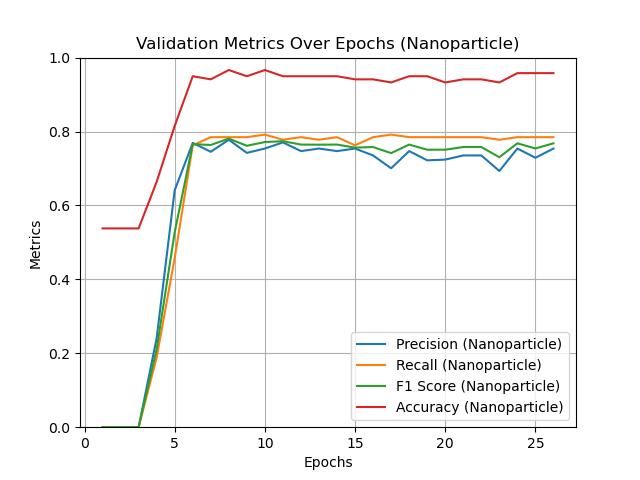 Validation Metrics Over Epochs (Nanoparticle)
1.0
0.8
0.6
0.4
0.2
0.0
Metrics
0 5 10 15 20 25
Epochs
Precision (Nanoparticle)
Recall (Nanoparticle)
F1 Score (Nanoparticle)
Accuracy (Nanoparticle)